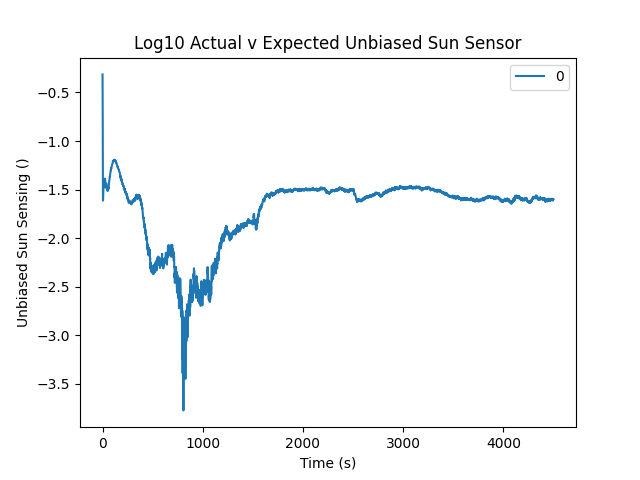 Log10 Actual v Expected Unbiased Sun Sensor
0
−0.5
−1.0
−1.5
−2.0
−2.5
−3.0
−3.5
Unbiased Sun Sensing ()
0 1000 2000 3000 4000
Time (s)